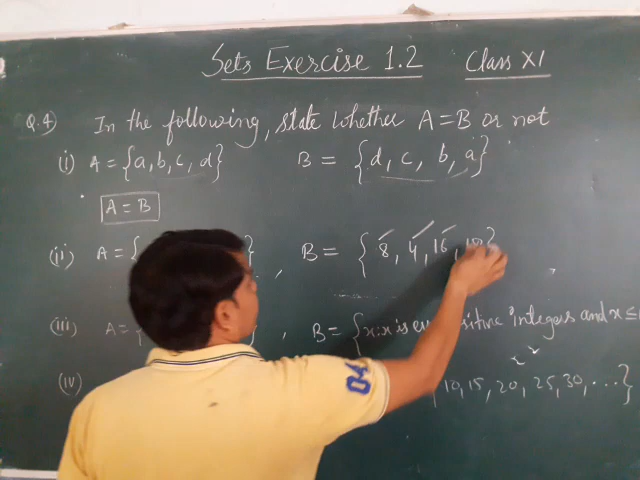 Sets Exercise 1.2 Class XI
Q.4) In the following, state whether A=B or not
(i) A = {a, b, c, d} B = {d, c, b, a}
A = B
(ii) A = { } , B = {8, 4, 16, 18}
(iii) A = { } , B = {x : x is positive integers and x ≤
(iv) 10, 15, 20, 25, 30, ...}
04